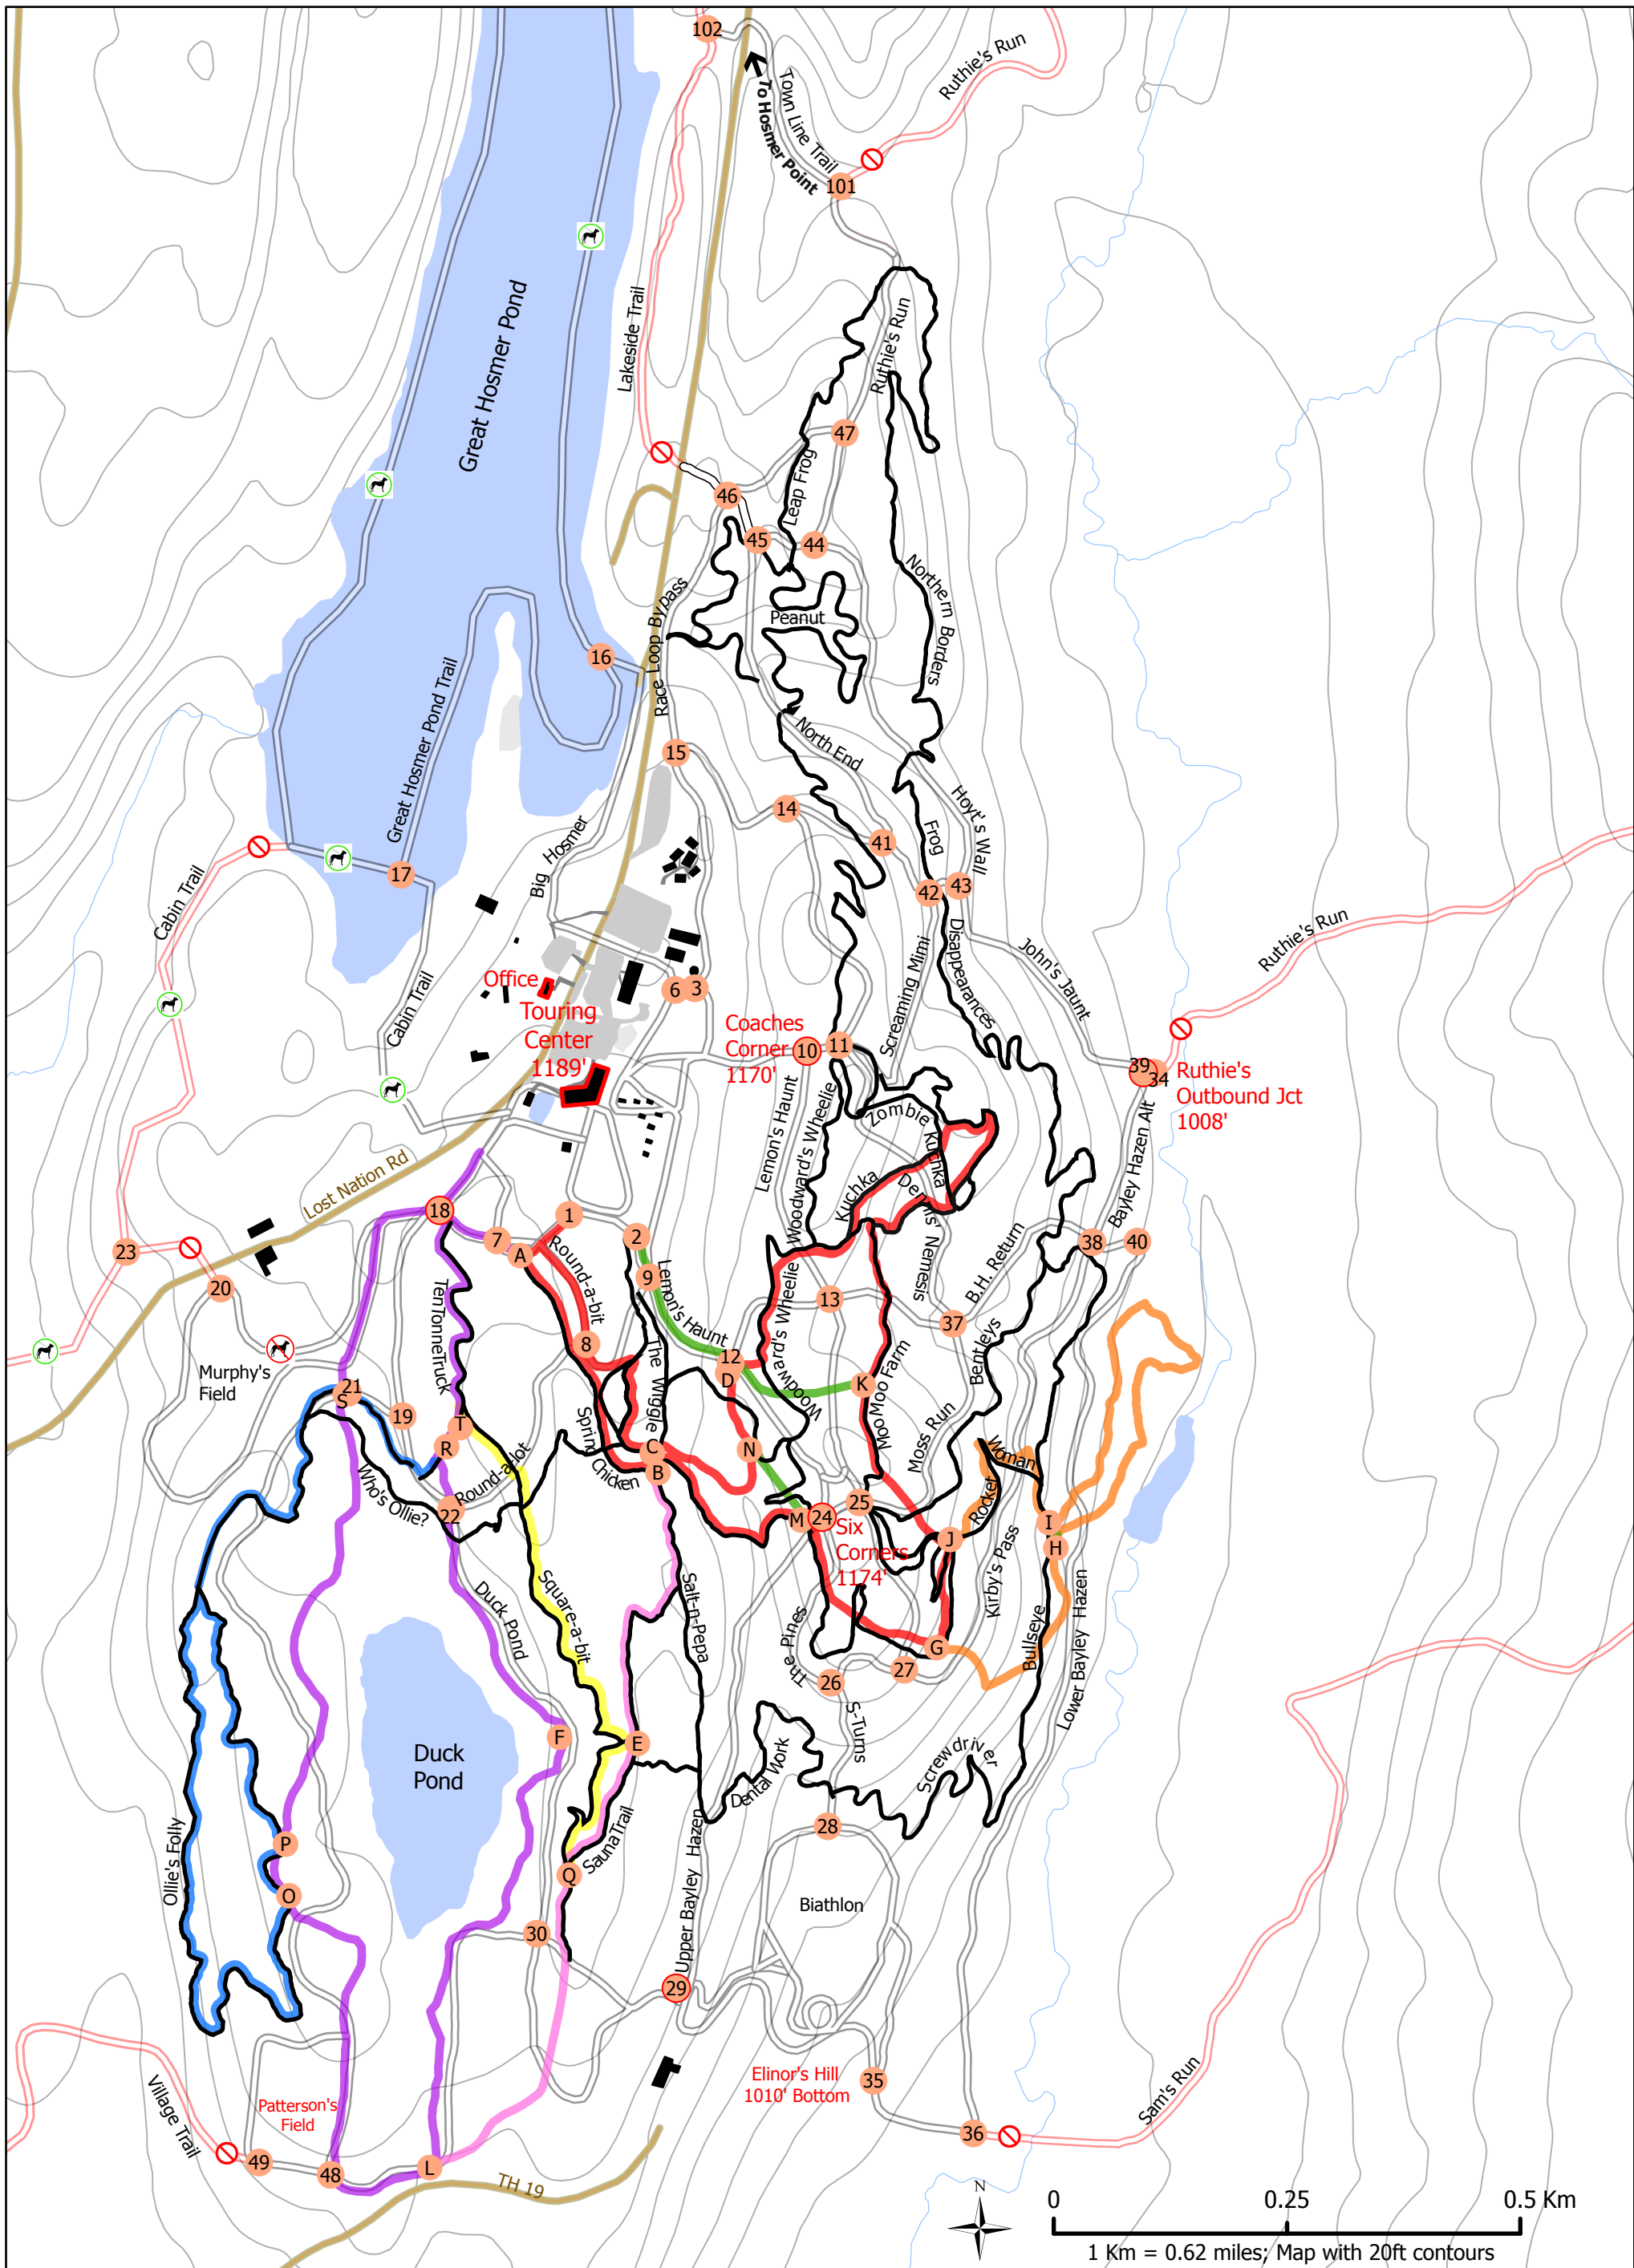 102
Ruthie's Run
Town Line Trail
To Hosmer Point
101
Great Hosmer Pond
Lakeside Trail
Ruthie's Run
47
Leap Frog
46
45
44
Northern Borders
Race Loop Bypass
Peanut
16
Great Hosmer Pond Trail
15
North End
14
Hoyt's Wall
41
Frog
Big Hosmer
17
42
43
Cabin Trail
Disappearances
John's Jaunt
Ruthie's Run
Screaming Mimi
Cabin Trail
Office
6
3
Touring
Center
1189'
Coaches
Corner
1170'
10
11
39
34
Ruthie's
Outbound Jct
1008'
Lemon's Haunt
Woodward's Wheelie
Zombie
Kuchka
Kuchka
Dennis' Nemesis
Bayley Hazen Alt
Lost Nation Rd
18
1
2
7
A
23
20
Round-a-bit
9
Lemon's Haunt
B.H. Return
38
40
13
37
TenTonneTruck
8
The Wiggle
12
D
Woodward's Wheelie
K
Moo Moo Farm
Bentleys
Murphy's
Field
21
S
19
T
R
Spring Chicken
C
B
N
Moss Run
Woman
Rocket
Who's Ollie?
Round-a-lot
22
M
24
25
Six
Corners
1174'
J
I
H
Kirby's Pass
Duck Pond
Square-a-bit
Salt-n-Pepa
The Pines
G
27
26
Bullseye
Lower Bayley Hazen
S-Turns
F
E
Duck
Pond
Dental Work
Screwdriver
Ollie's Folly
P
O
Q
Sauna Trail
28
Upper Bayley Hazen
Biathlon
30
29
Elinor's Hill
1010' Bottom
35
36
Sam's Run
Village Trail
Patterson's
Field
49
48
L
TH 19
N
0
0.25
0.5 Km
1 Km = 0.62 miles; Map with 20ft contours